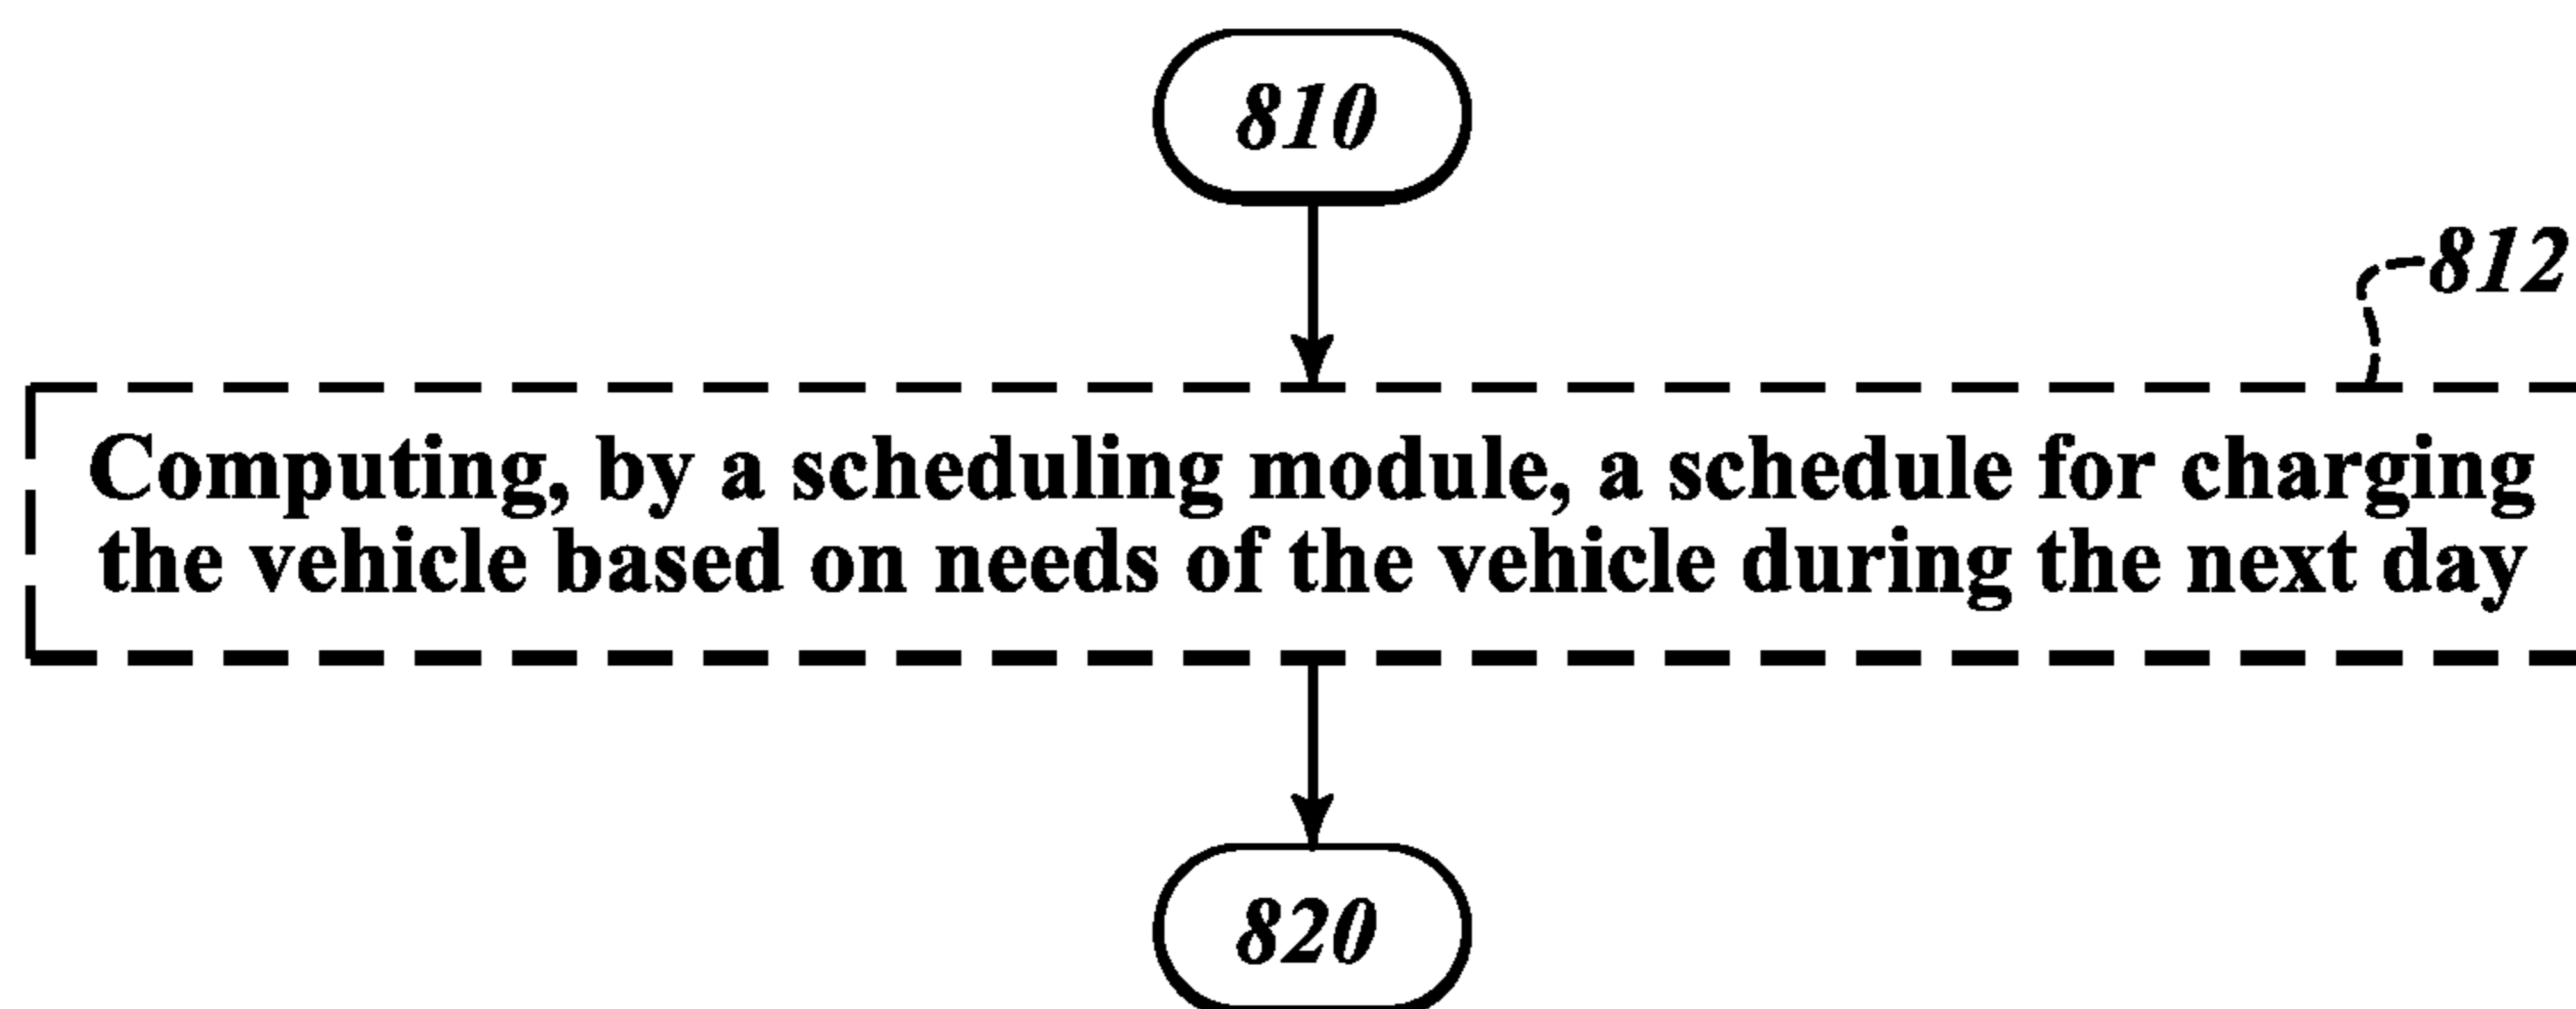 810
812
Computing, by a scheduling module, a schedule for charging
the vehicle based on needs of the vehicle during the next day
820